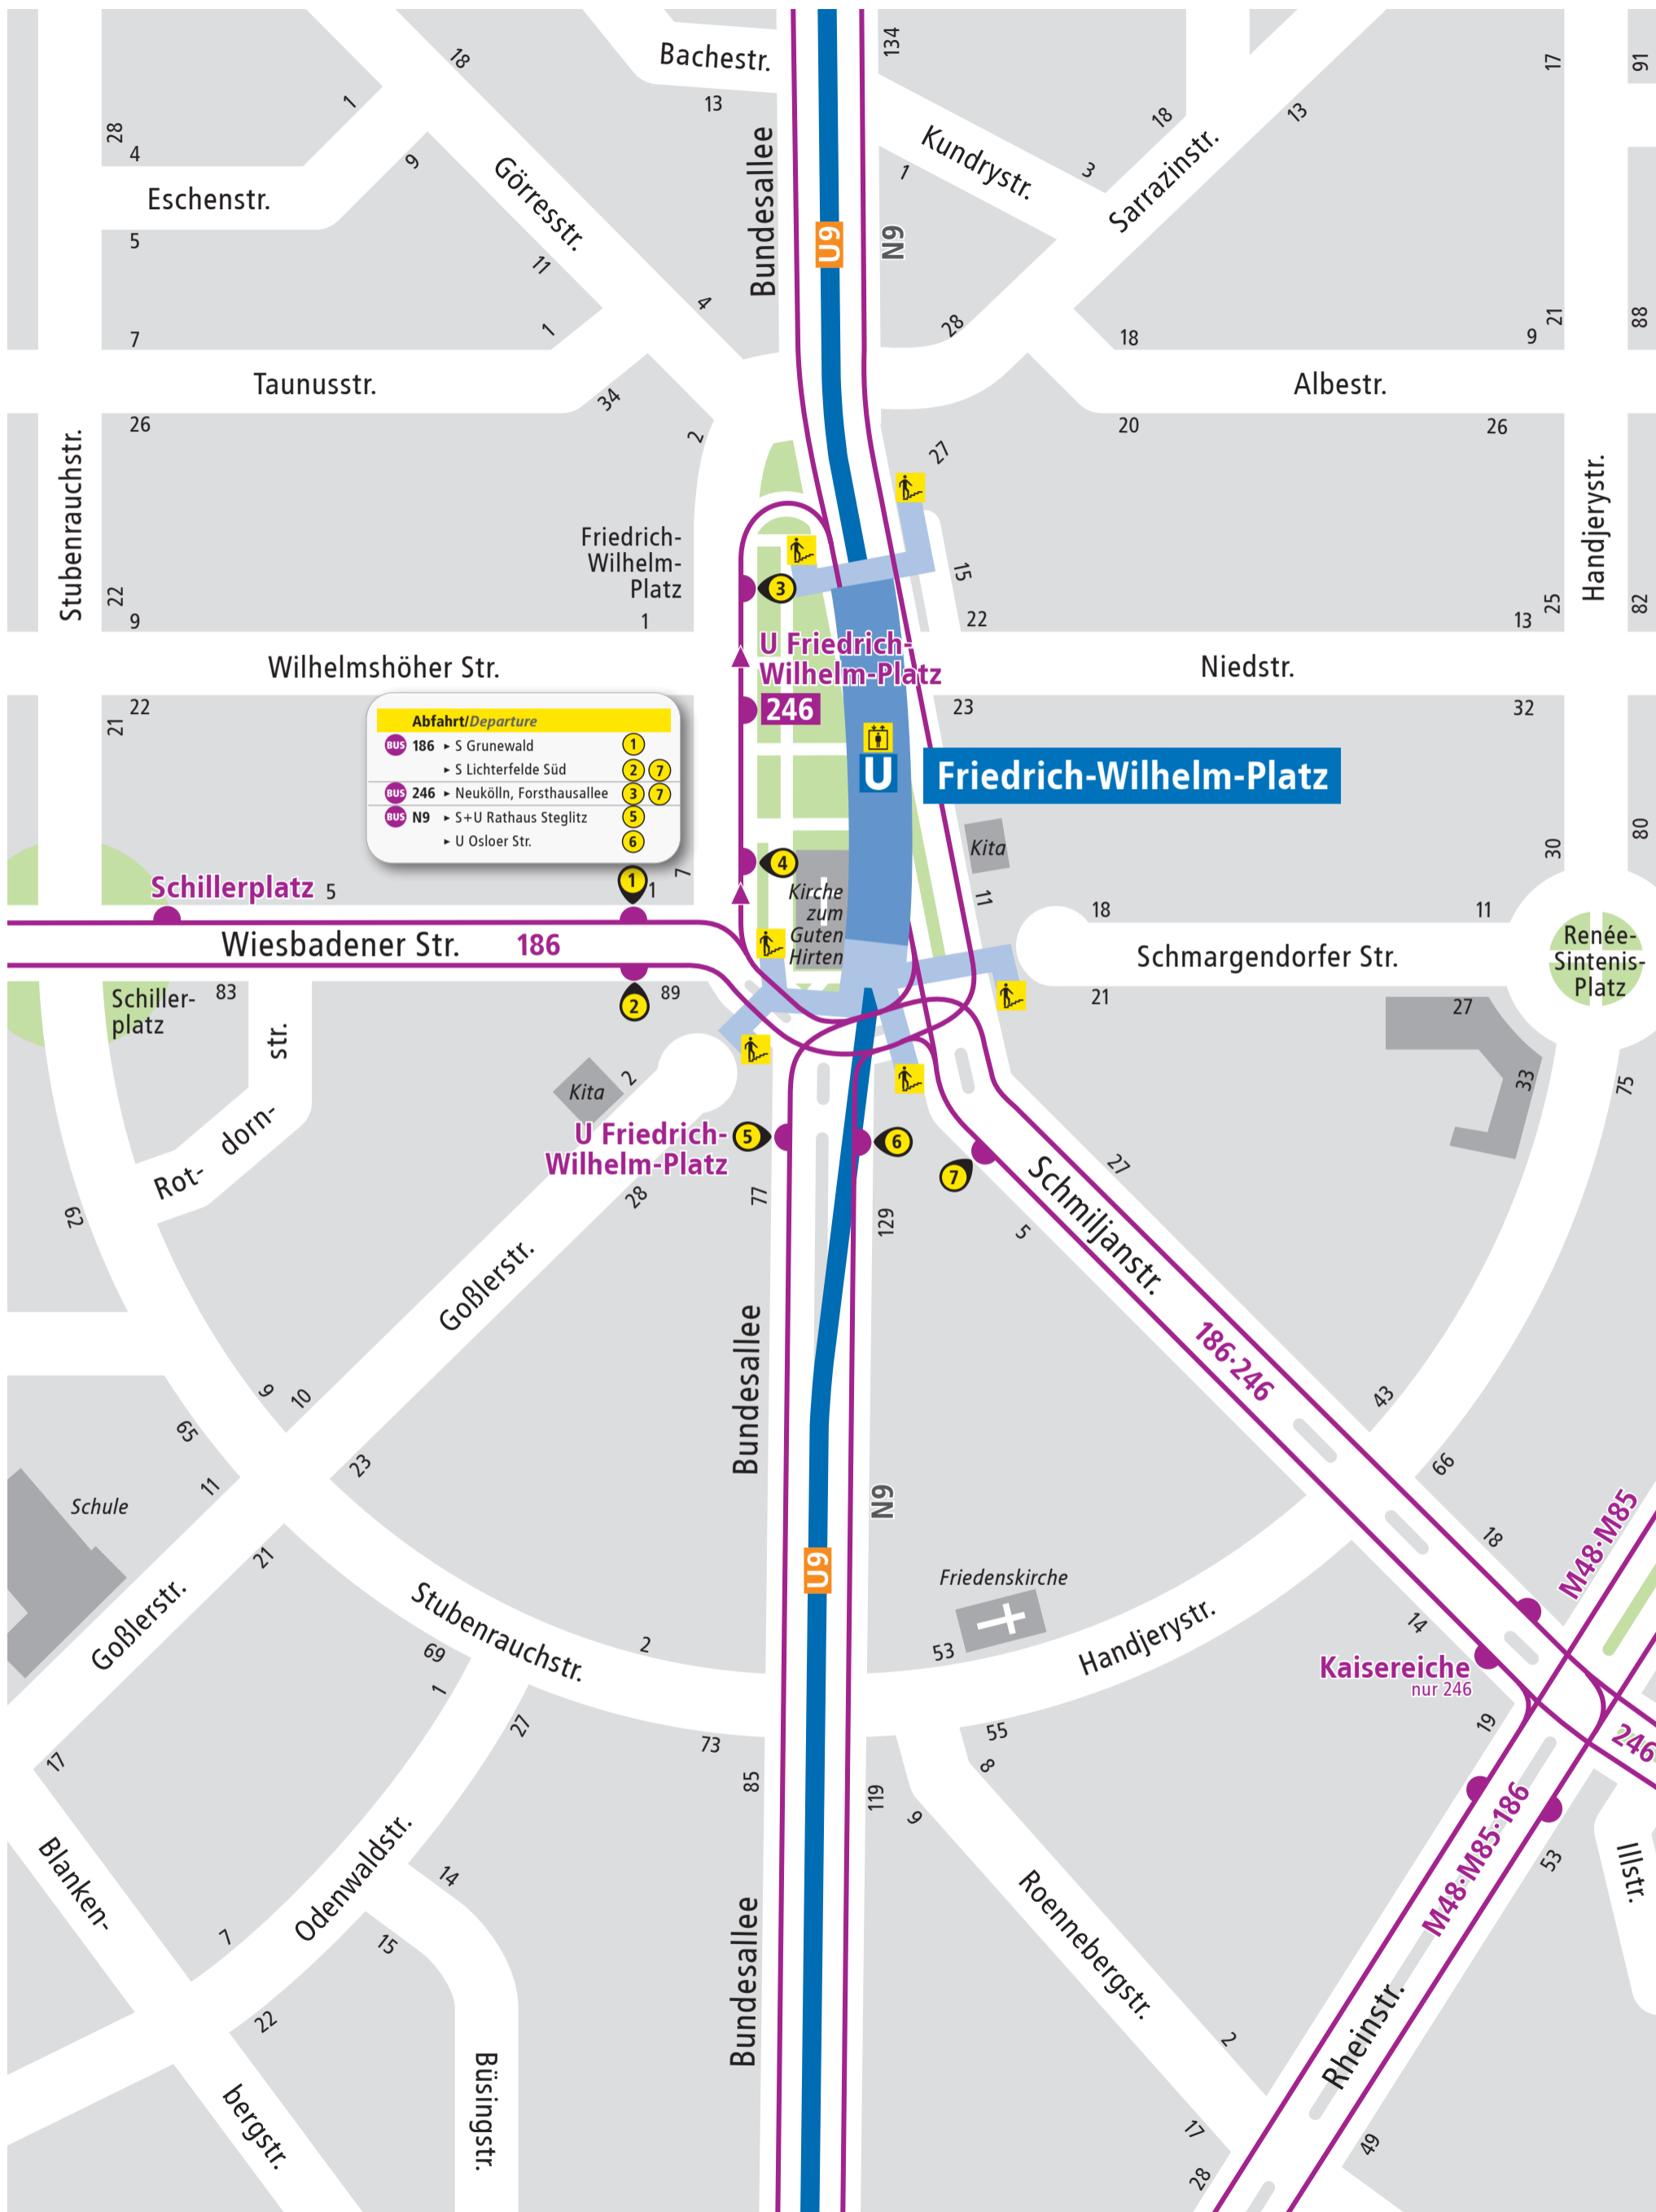 Bachestr.
134
17
91
18
1
13
28
4
9
Görresstr.
Bundesallee
Kundrystr.
1
3
18
13
Sarrazinstr.
Eschenstr.
5
11
U9
N9
4
1
7
28
18
9
21
88
Taunusstr.
Albestr.
34
26
2
27
20
26
Stubenrauchstr.
Handjerystr.
Friedrich-
Wilhelm-
Platz
3
15
22
9
1
22
13
25
82
U Friedrich-
Wilhelm-Platz
Wilhelmshöher Str.
Niedstr.
246
22
21
23
32
Abfahrt/Departure
BUS 186 ▸ S Grunewald 1
▸ S Lichterfelde Süd 2 7
BUS 246 ▸ Neukölln, Forsthausallee 3 7
BUS N9 ▸ S+U Rathaus Steglitz 5
▸ U Osloer Str. 6
U
Friedrich-Wilhelm-Platz
Kita
30
80
4
Kirche
zum
Guten
Hirten
11
Schillerplatz
5
1
1
7
18
11
Wiesbadener Str.
186
Schmargendorfer Str.
Renée-
Sintenis-
Platz
Schiller-
platz
83
2
89
21
27
Rot-
dorn-
str.
Kita
2
33
75
U Friedrich-
Wilhelm-Platz
5
6
7
27
62
28
77
129
5
Schmiljanstr.
Goßlerstr.
Bundesallee
186·246
9
10
65
11
23
43
66
Schule
N9
U9
21
18
M48·M85
Goßlerstr.
Stubenrauchstr.
2
69
1
Friedenskirche
53
Handjerystr.
14
Kaisereiche
nur 246
27
73
55
8
19
246
17
85
119
9
M48·M85·186
53
Illstr.
Blanken-
bergstr.
Odenwaldstr.
14
15
7
22
Büsingstr.
Bundesallee
Roennebergstr.
2
Rheinstr.
17
28
49